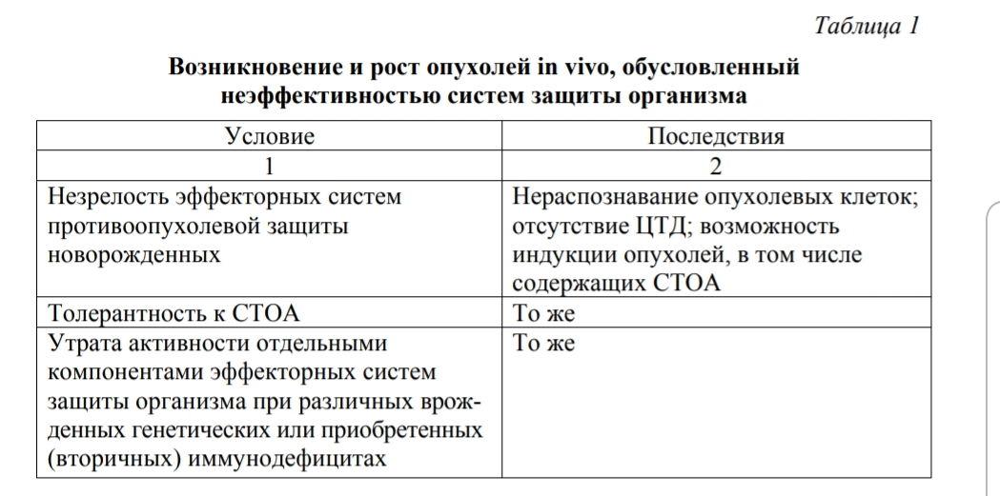 Таблица 1
Возникновение и рост опухолей in vivo, обусловленный
неэффективностью систем защиты организма
Условие
Последствия
1
2
Незрелость эффекторных систем
противоопухолевой защиты
новорожденных
Нераспознавание опухолевых клеток;
отсутствие ЦТД; возможность
индукции опухолей, в том числе
содержащих СТОА
Толерантность к СТОА
То же
Утрата активности отдельными
компонентами эффекторных систем
защиты организма при различных врож-
денных генетических или приобретенных
(вторичных) иммунодефицитах
То же